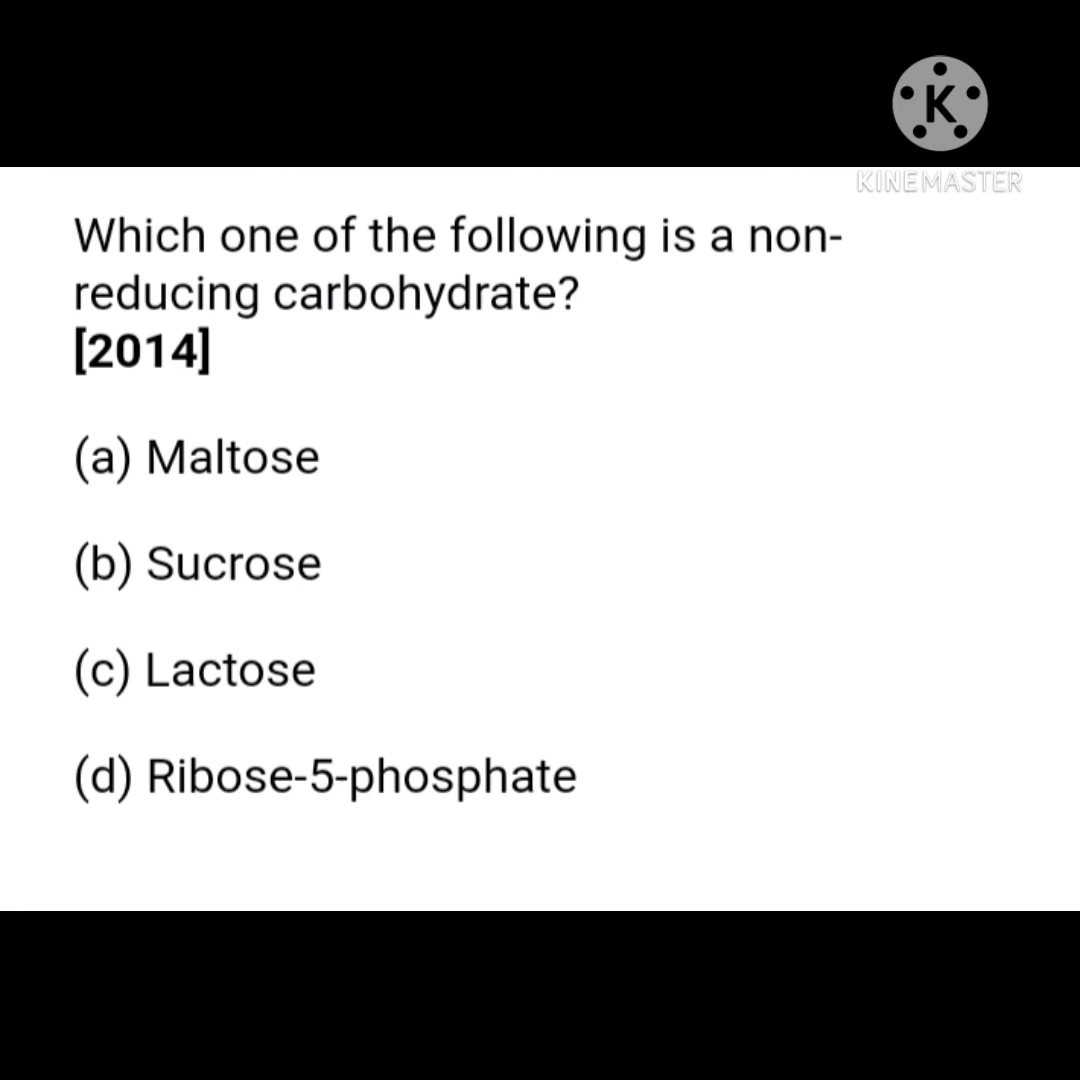 K
KINEMASTER
Which one of the following is a non-
reducing carbohydrate?
[2014]
(a) Maltose
(b) Sucrose
(c) Lactose
(d) Ribose-5-phosphate